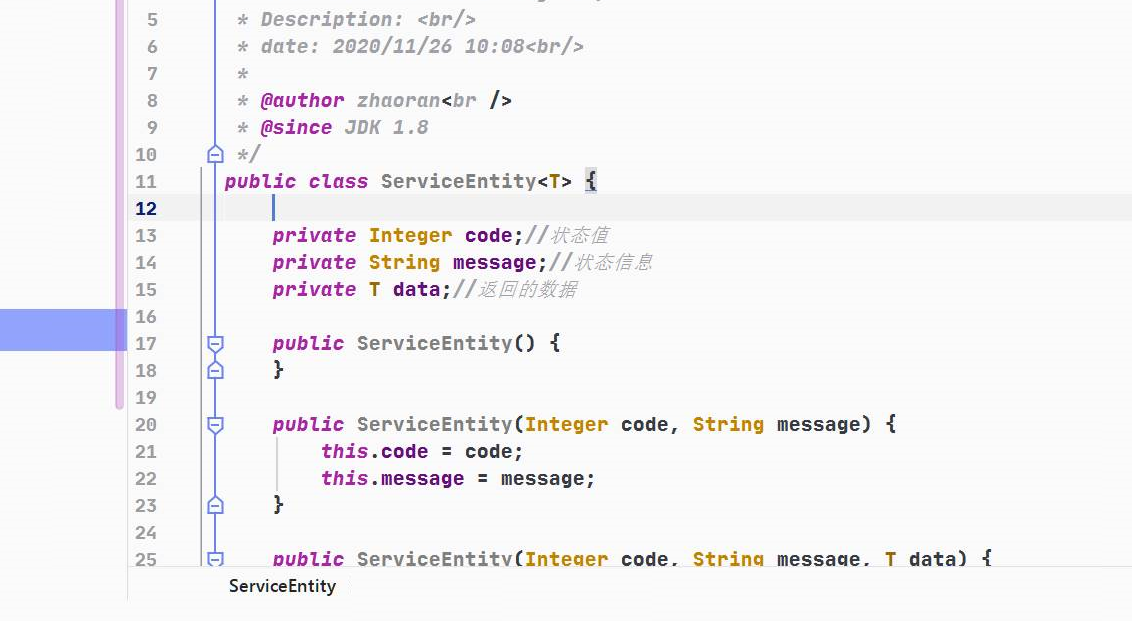 5 * Description: <br/>
6 * date: 2020/11/26 10:08<br/>
7 *
8 * @author zhaoran<br />
9 * @since JDK 1.8
10 */
11 public class ServiceEntity<T> {
12
13 private Integer code;//状态值
14 private String message;//状态信息
15 private T data;//返回的数据
16
17 public ServiceEntity() {
18 }
19
20 public ServiceEntity(Integer code, String message) {
21 this.code = code;
22 this.message = message;
23 }
24
25 public ServiceEntity(Integer code, String message, T data) {
ServiceEntity